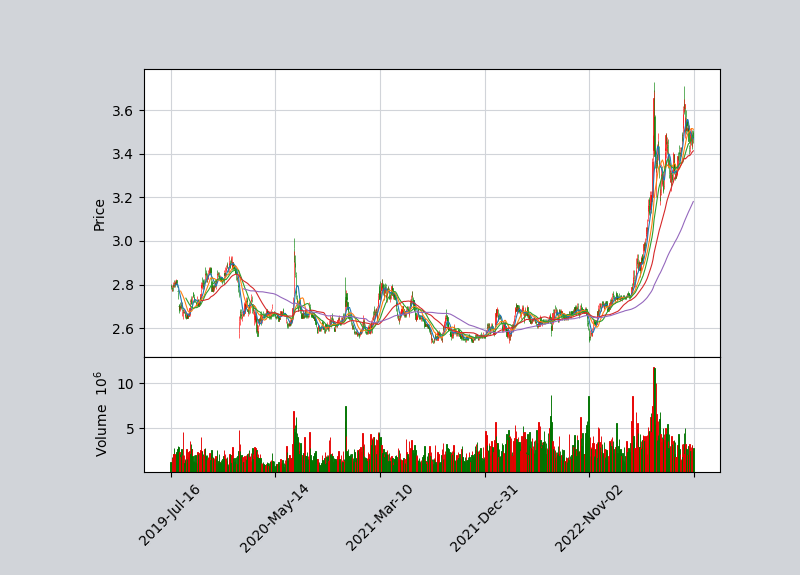 3.6
3.4
3.2
3.0
2.8
2.6
Price
10
5
Volume 10^6
2019-Jul-16
2020-May-14
2021-Mar-10
2021-Dec-31
2022-Nov-02